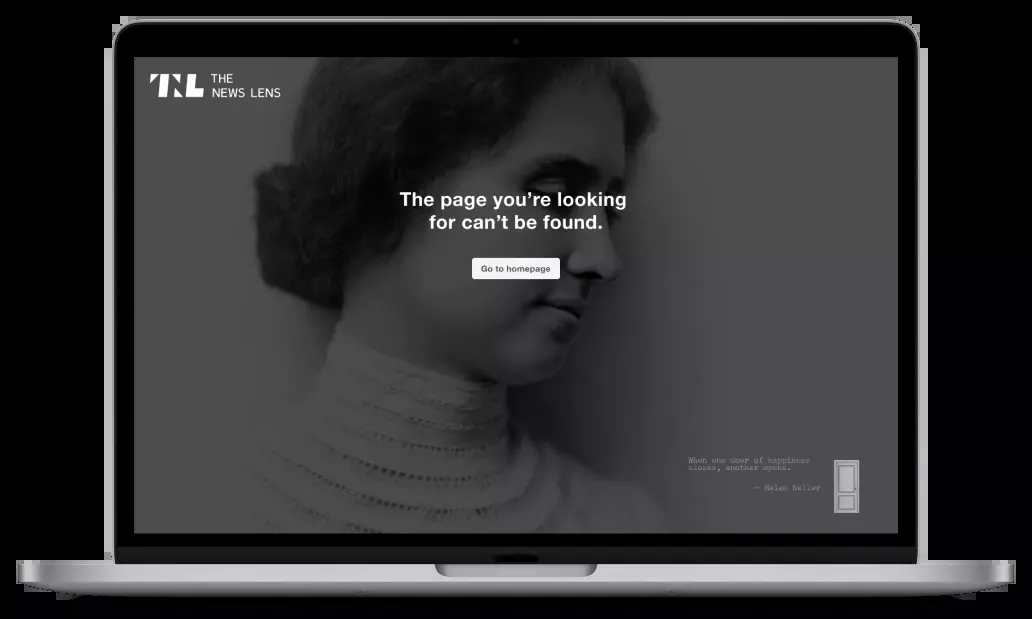 TNL THE
NEWS LENS
The page you're looking
for can't be found.
Go to homepage
When one door of happiness
closes, another opens.
— Helen Keller